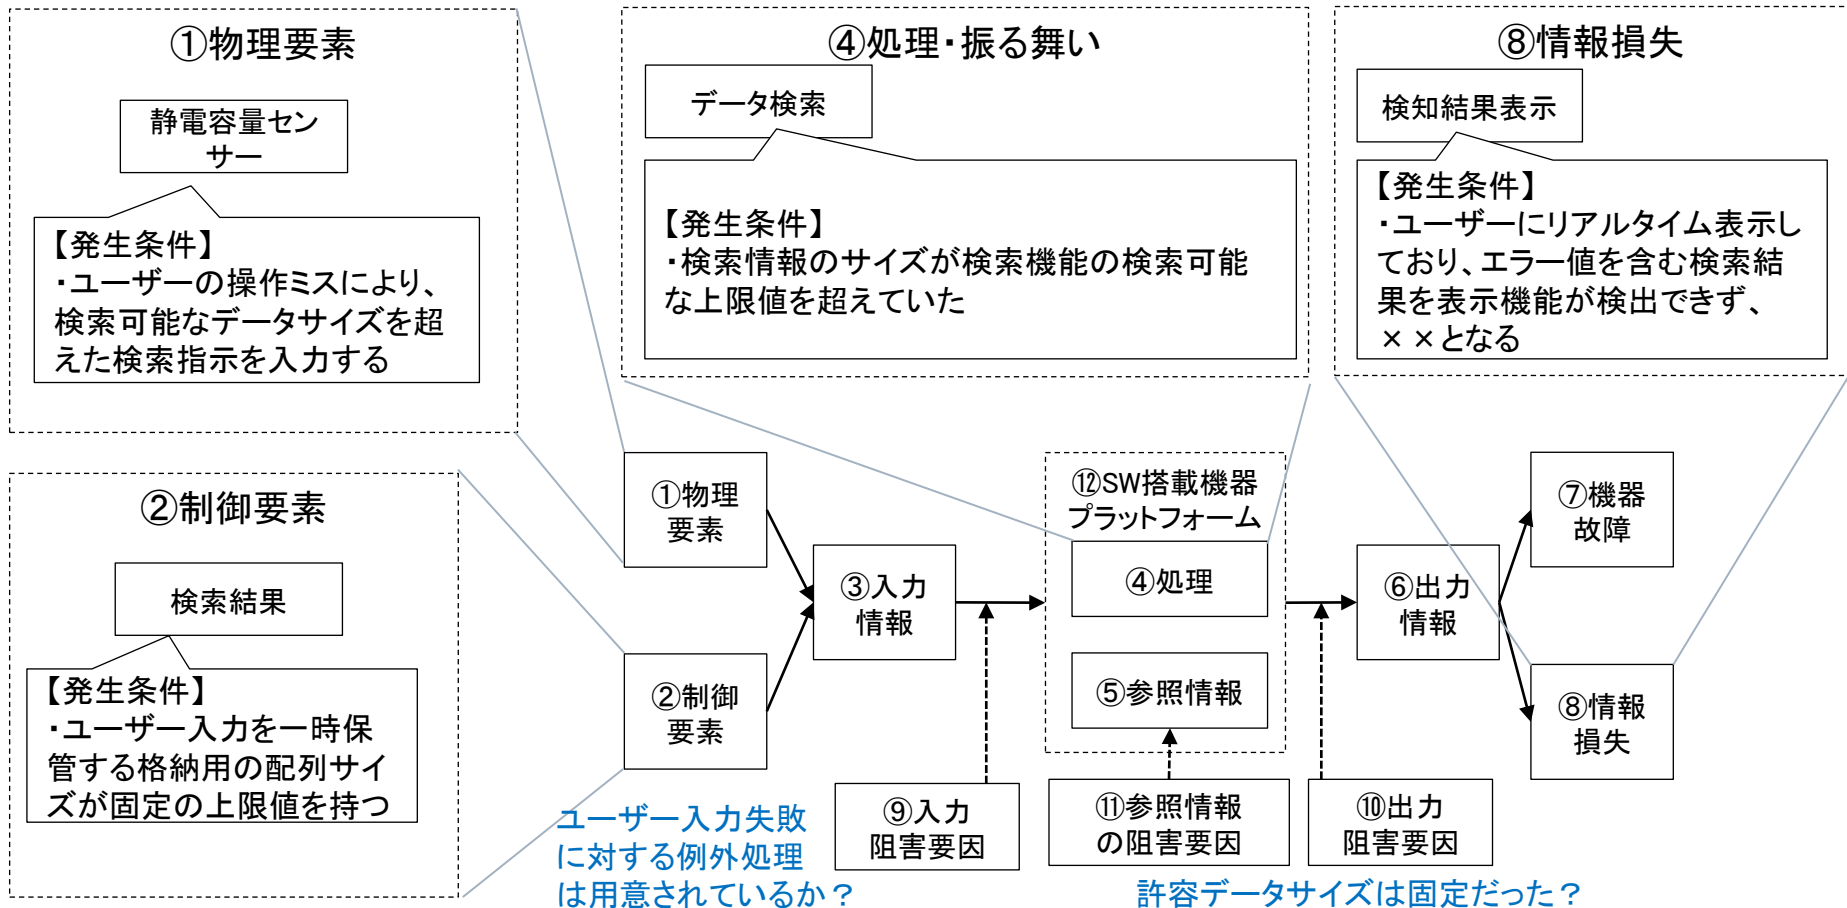 ①物理要素
静電容量セン
サー
【発生条件】
・ユーザーの操作ミスにより、
検索可能なデータサイズを超
えた検索指示を入力する
④処理・振る舞い
データ検索
【発生条件】
・検索情報のサイズが検索機能の検索可能
な上限値を超えていた
⑧情報損失
検知結果表示
【発生条件】
・ユーザーにリアルタイム表示し
ており、エラー値を含む検索結
果を表示機能が検出できず、
××となる
②制御要素
検索結果
【発生条件】
・ユーザー入力を一時保
管する格納用の配列サイ
ズが固定の上限値を持つ
①物理
要素
②制御
要素
③入力
情報
⑫SW搭載機器
プラットフォーム
④処理
⑤参照情報
⑥出力
情報
⑦機器
故障
⑧情報
損失
⑨入力
阻害要因
⑪参照情報
の阻害要因
⑩出力
阻害要因
ユーザー入力失敗
に対する例外処理
は用意されているか？
許容データサイズは固定だった？